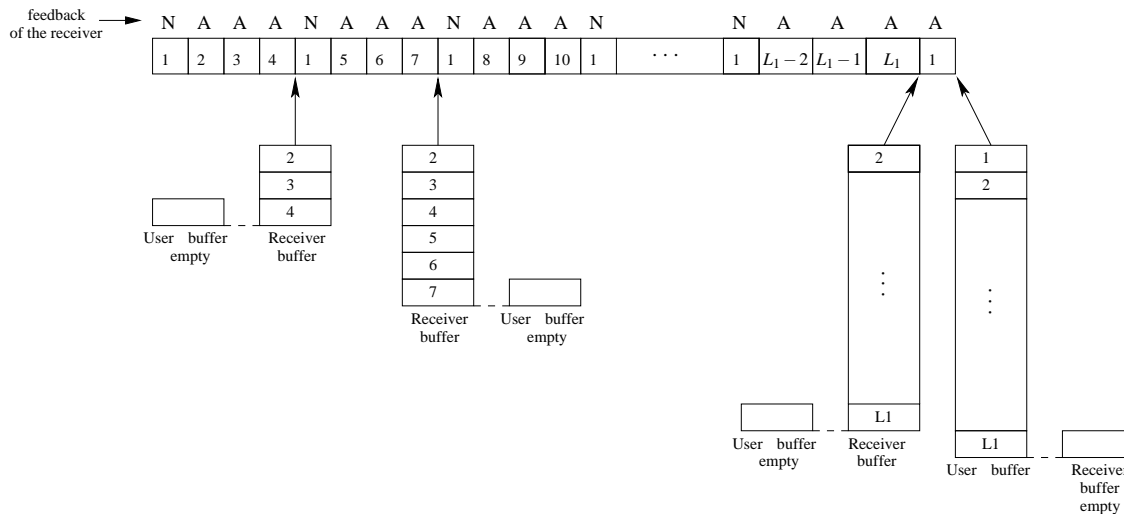 feedback
of the receiver
N A A A N A A A N A A A N N A A A A
1 2 3 4 1 5 6 7 1 8 9 10 1 ··· 1 L₁−2 L₁−1 L₁ 1
2
3
4
User buffer
empty
Receiver
buffer
2
3
4
5
6
7
Receiver
buffer
User buffer
empty
2
⋮
L1
User buffer
empty
Receiver
buffer
1
2
⋮
L1
User buffer
Receiver
buffer
empty